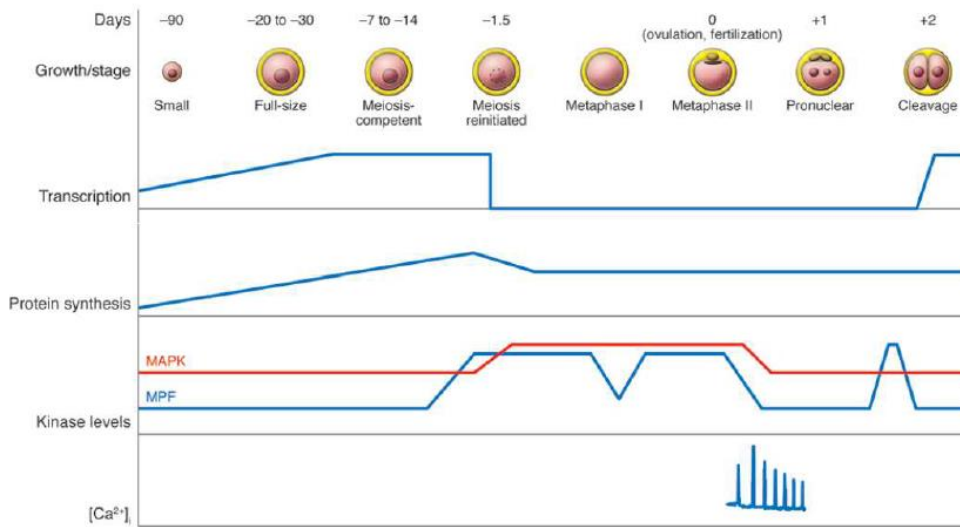 Days –90 –20 to –30 –7 to –14 –1.5 0 +1 +2
(ovulation, fertilization)
Growth/stage
Small Full-size Meiosis-competent Meiosis reinitiated Metaphase I Metaphase II Pronuclear Cleavage
Transcription
Protein synthesis
MAPK
MPF
Kinase levels
[Ca²⁺]ᵢ